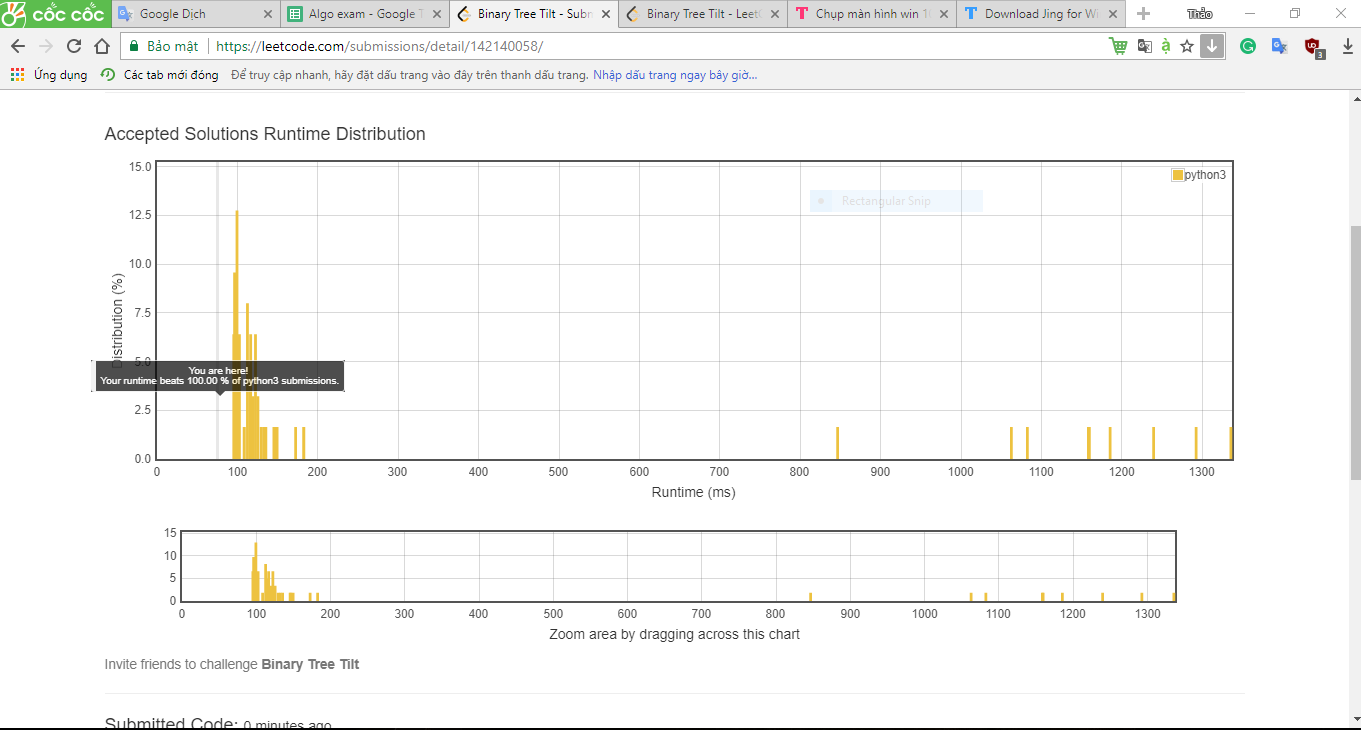 cốc cốc
Google Dịch
Algo exam - Google T
Binary Tree Tilt - Subm
Binary Tree Tilt - LeetC
Chụp màn hình win 10
Download Jing for Wi
Thảo
Bảo mật
https://leetcode.com/submissions/detail/142140058/
Ứng dụng
Các tab mới đóng
Để truy cập nhanh, hãy đặt dấu trang vào đây trên thanh dấu trang. Nhập dấu trang ngay bây giờ...
3
Accepted Solutions Runtime Distribution
15.0
python3
Rectangular Snip
12.5
10.0
Distribution (%)
7.5
5.0
You are here!
Your runtime beats 100.00 % of python3 submissions.
2.5
0.0
0 100 200 300 400 500 600 700 800 900 1000 1100 1200 1300
Runtime (ms)
15
10
5
0
0 100 200 300 400 500 600 700 800 900 1000 1100 1200 1300
Zoom area by dragging across this chart
Invite friends to challenge Binary Tree Tilt
Submitted Code: 0 minutes ago